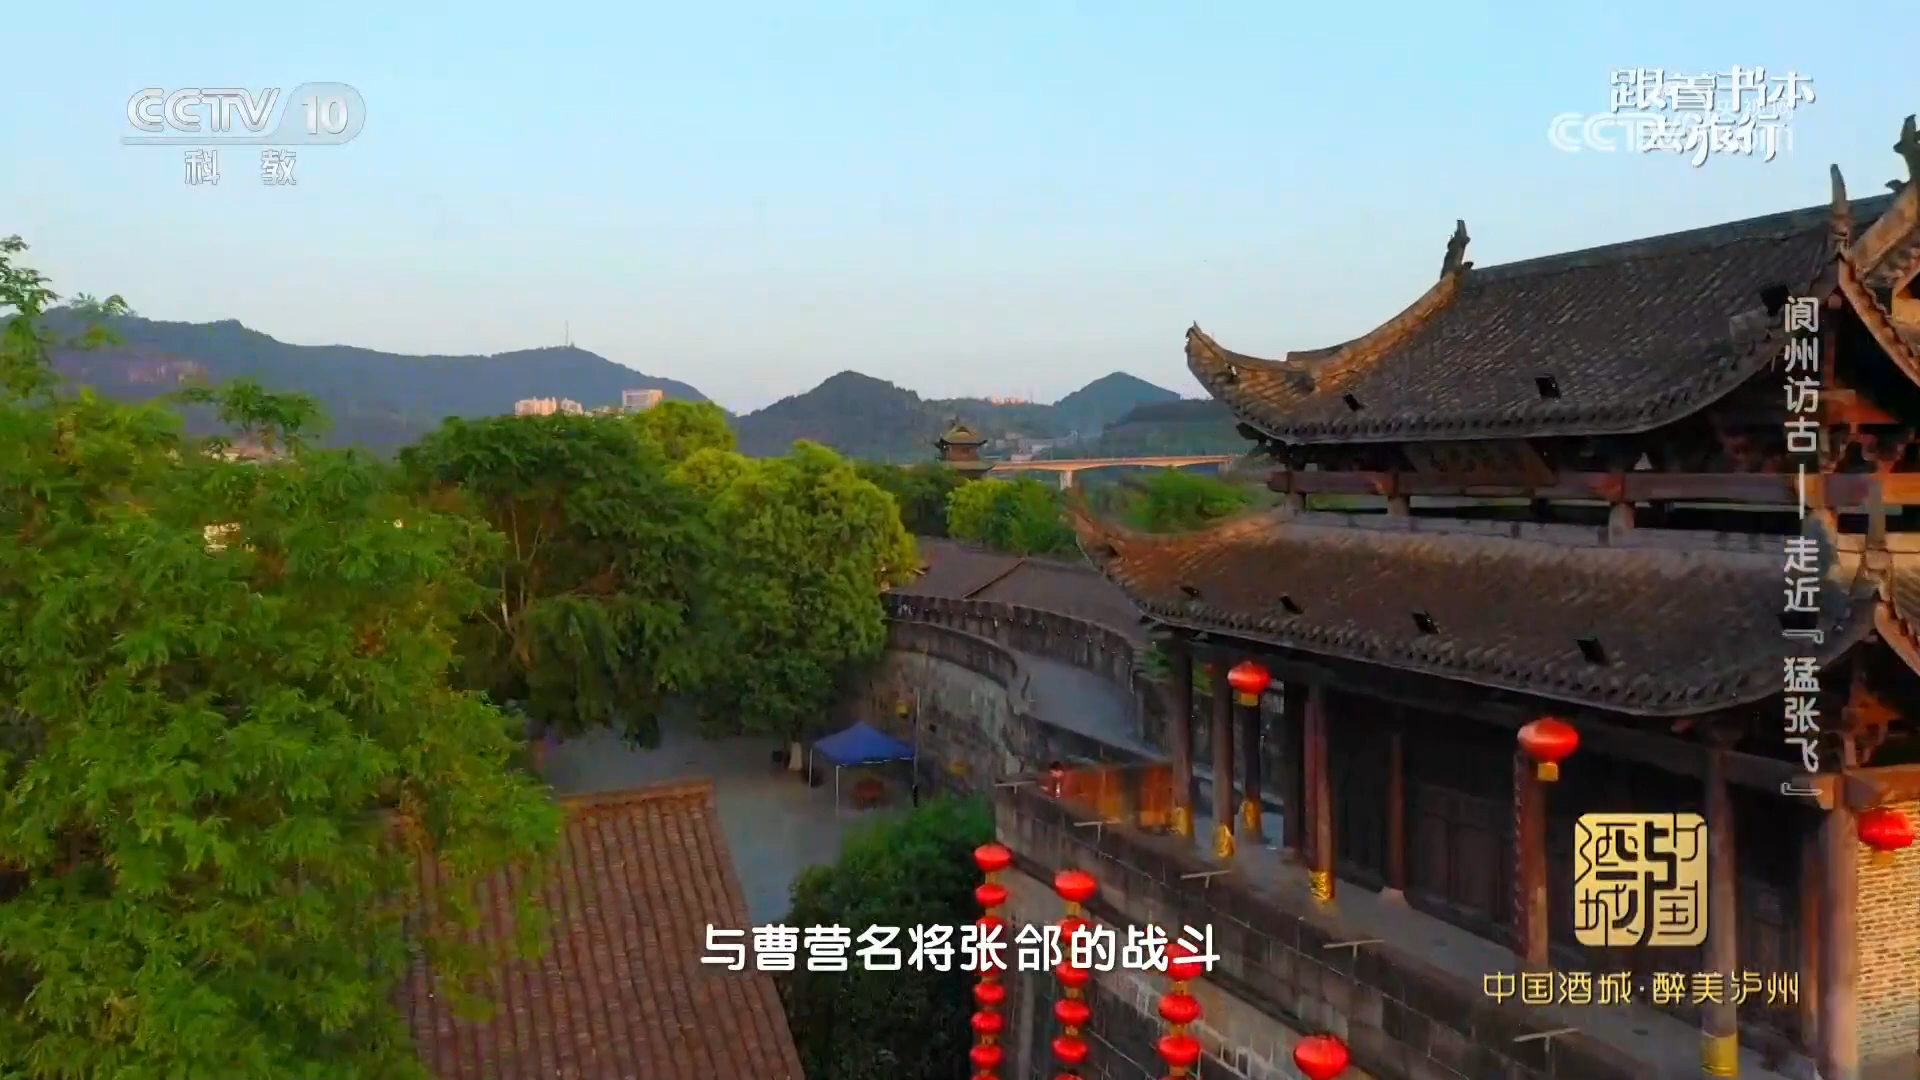 CCTV 10
科 教
跟着书本
去旅行
阆州访古——走近『猛张飞』
与曹营名将张郃的战斗
中国酒城
中国酒城·醉美泸州